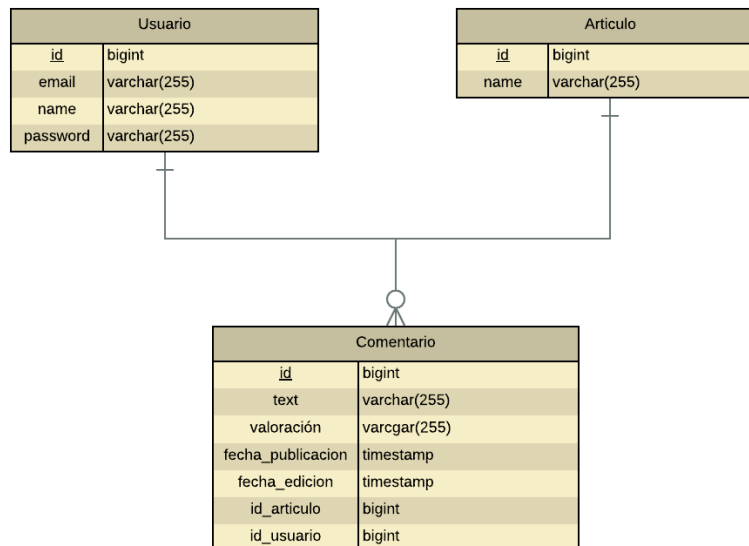 Usuario
id bigint
email varchar(255)
name varchar(255)
password varchar(255)
Articulo
id bigint
name varchar(255)
Comentario
id bigint
text varchar(255)
valoración varcgar(255)
fecha_publicacion timestamp
fecha_edicion timestamp
id_articulo bigint
id_usuario bigint